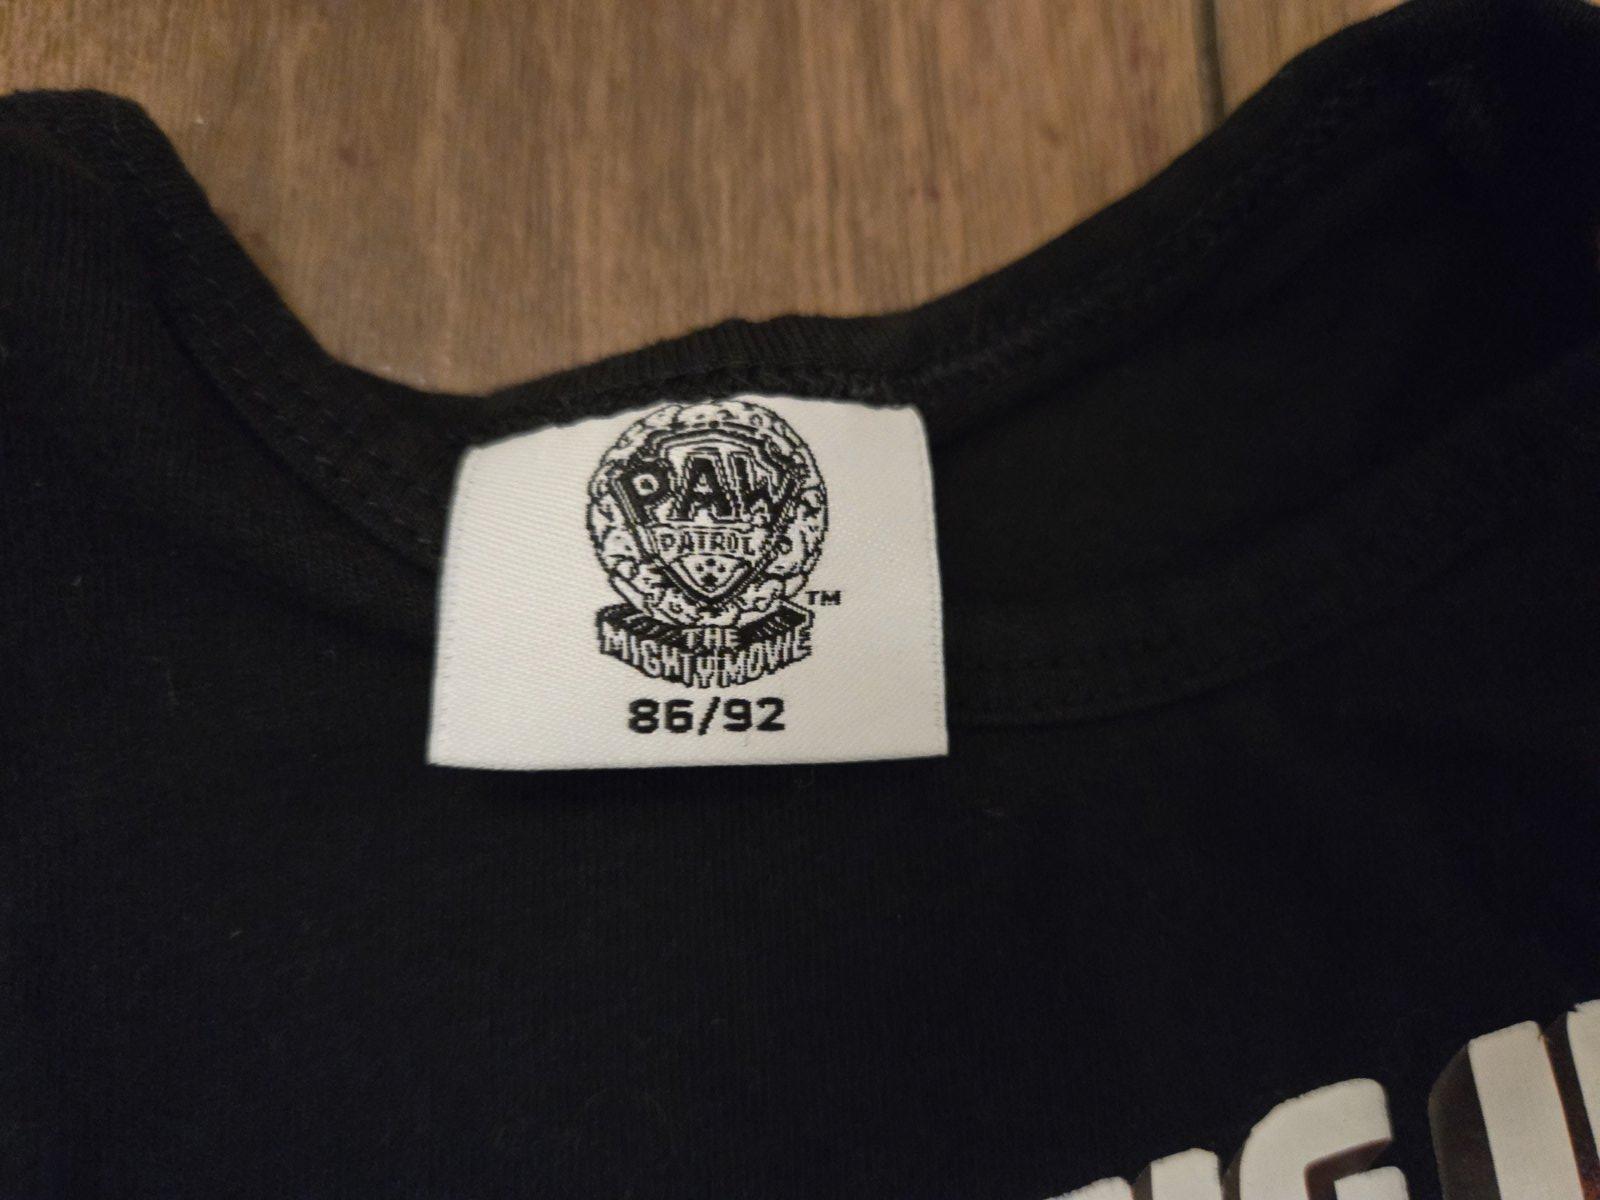 PAW
PATROL
TM
THE
MIGHTY MOVIE
86/92